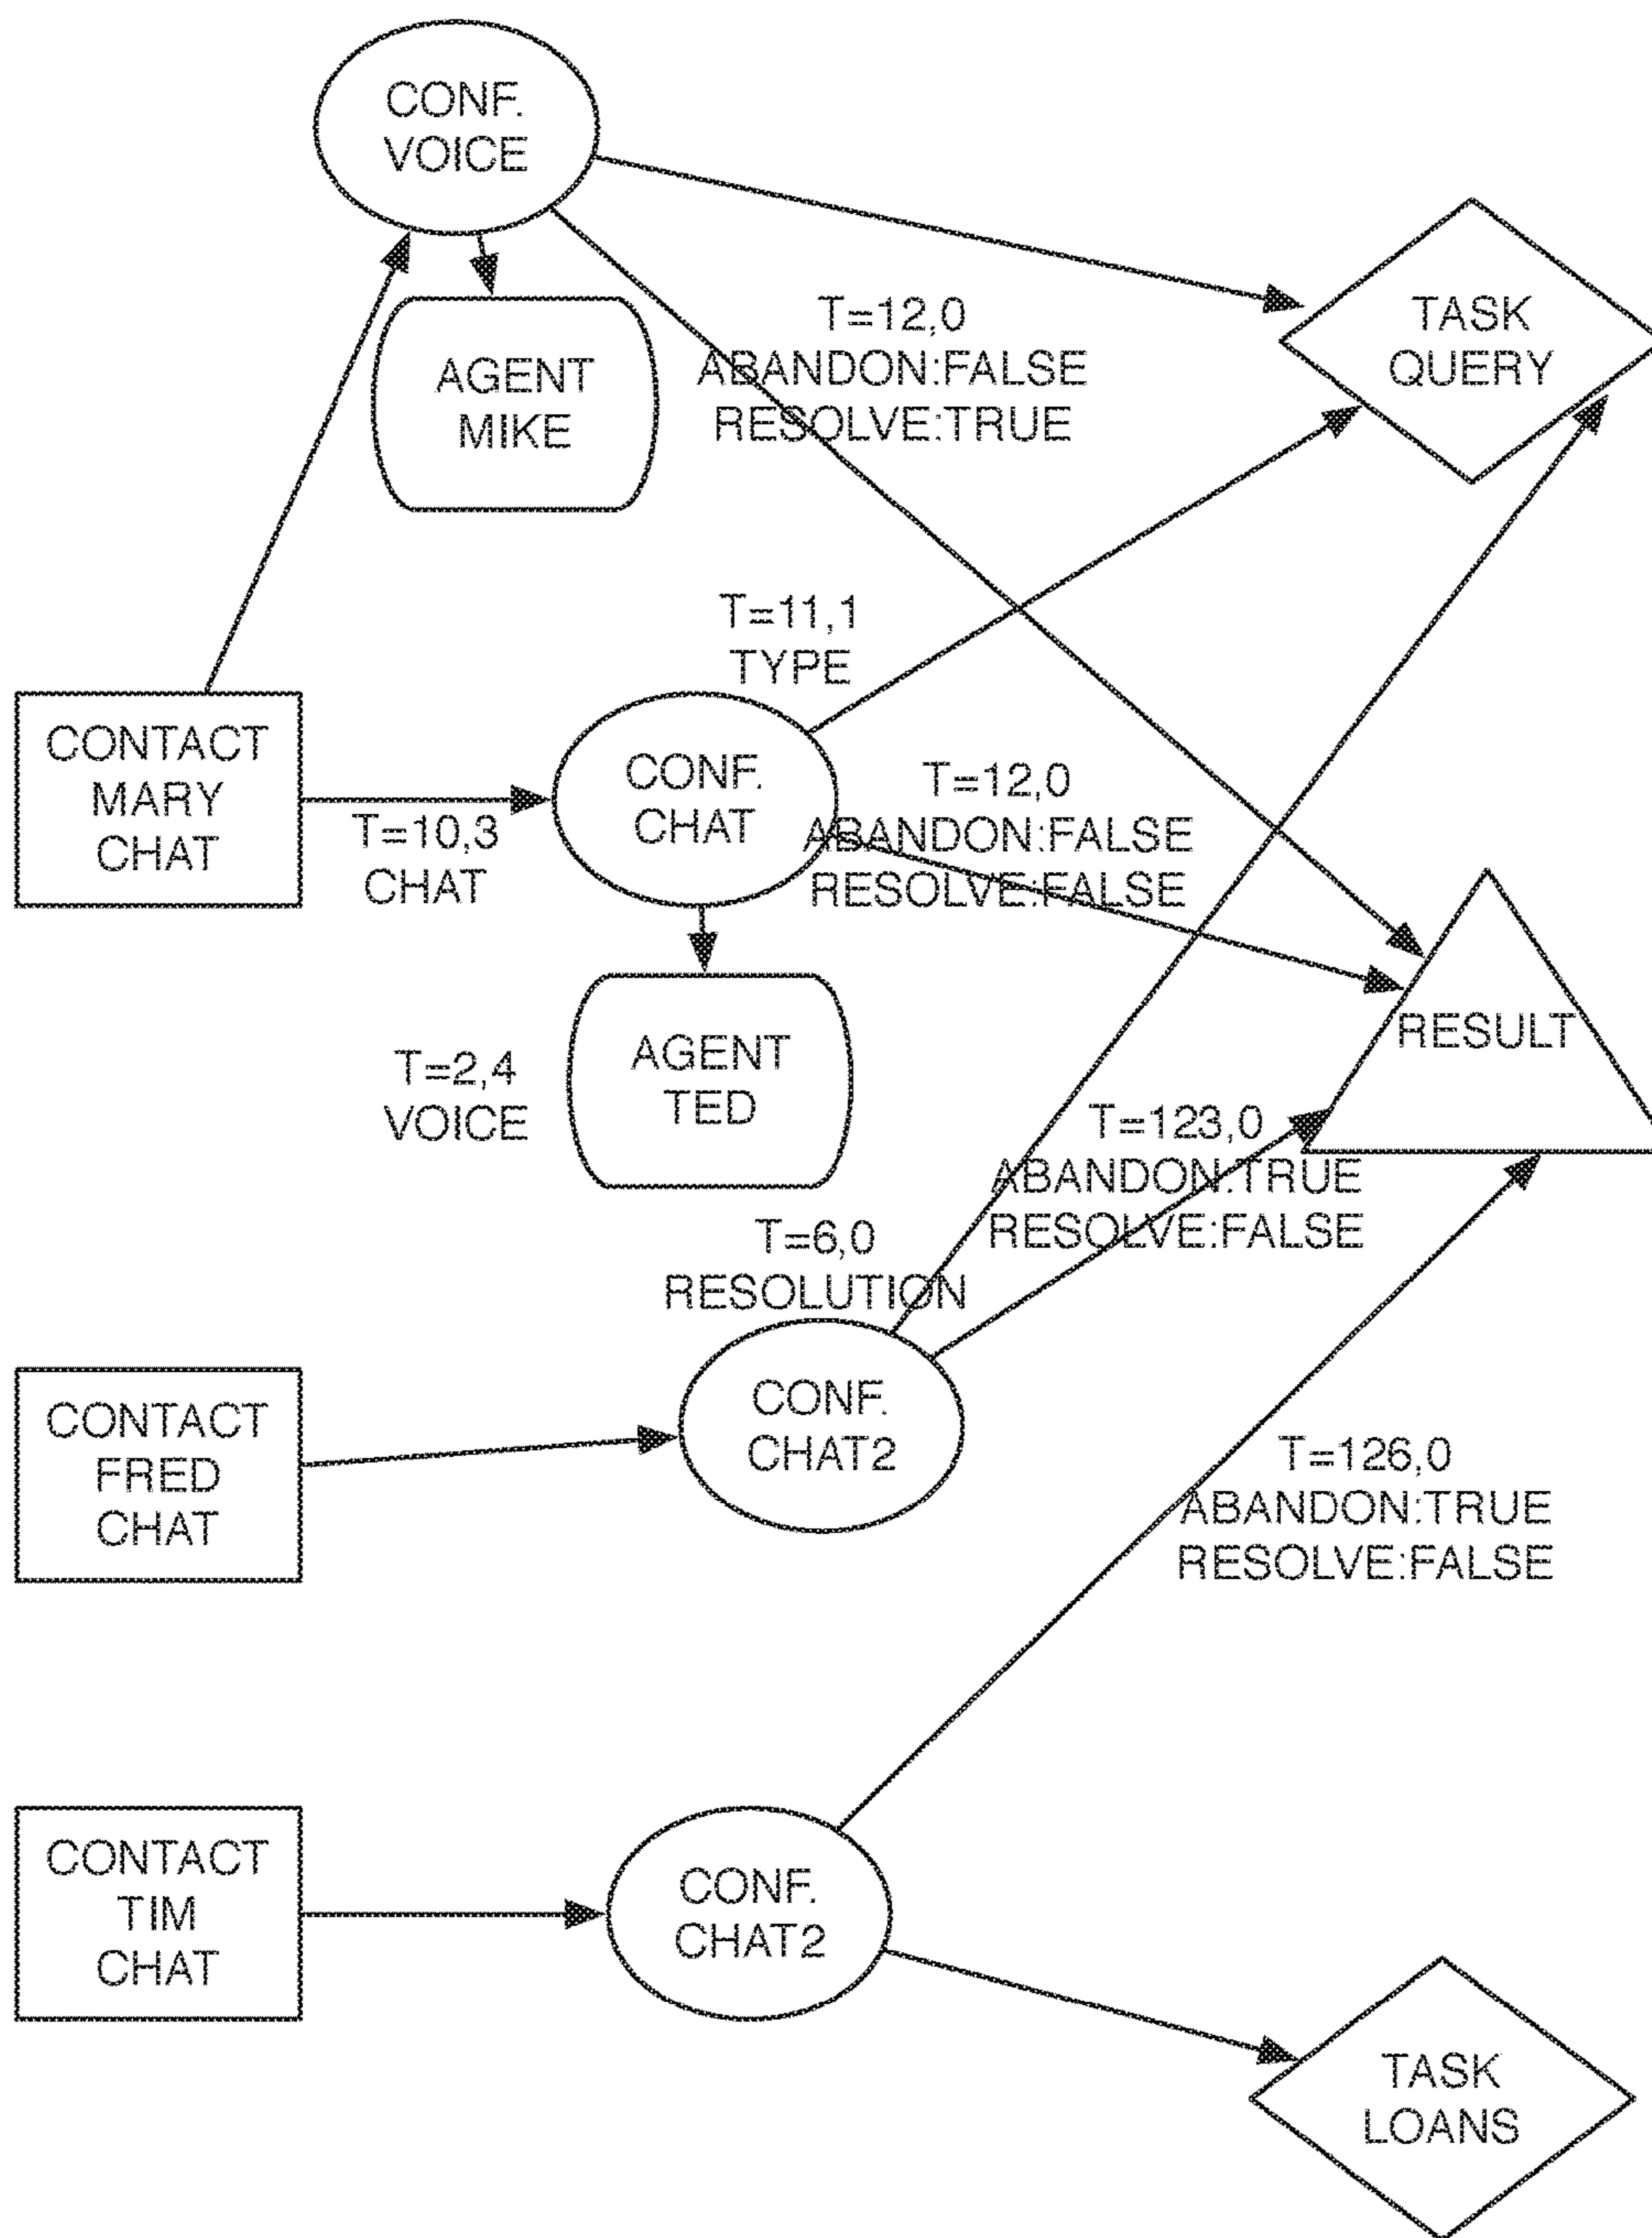 CONF.
VOICE
T=12,0
ABANDON:FALSE
RESOLVE:TRUE
TASK
QUERY
AGENT
MIKE
T=11,1
TYPE
CONTACT
MARY
CHAT
T=10,3
CHAT
CONF.
CHAT
T=12,0
ABANDON:FALSE
RESOLVE:FALSE
RESULT
T=2,4
VOICE
AGENT
TED
T=123,0
ABANDON:TRUE
RESOLVE:FALSE
T=6,0
RESOLUTION
CONTACT
FRED
CHAT
CONF.
CHAT2
T=126,0
ABANDON:TRUE
RESOLVE:FALSE
CONTACT
TIM
CHAT
CONF.
CHAT2
TASK
LOANS